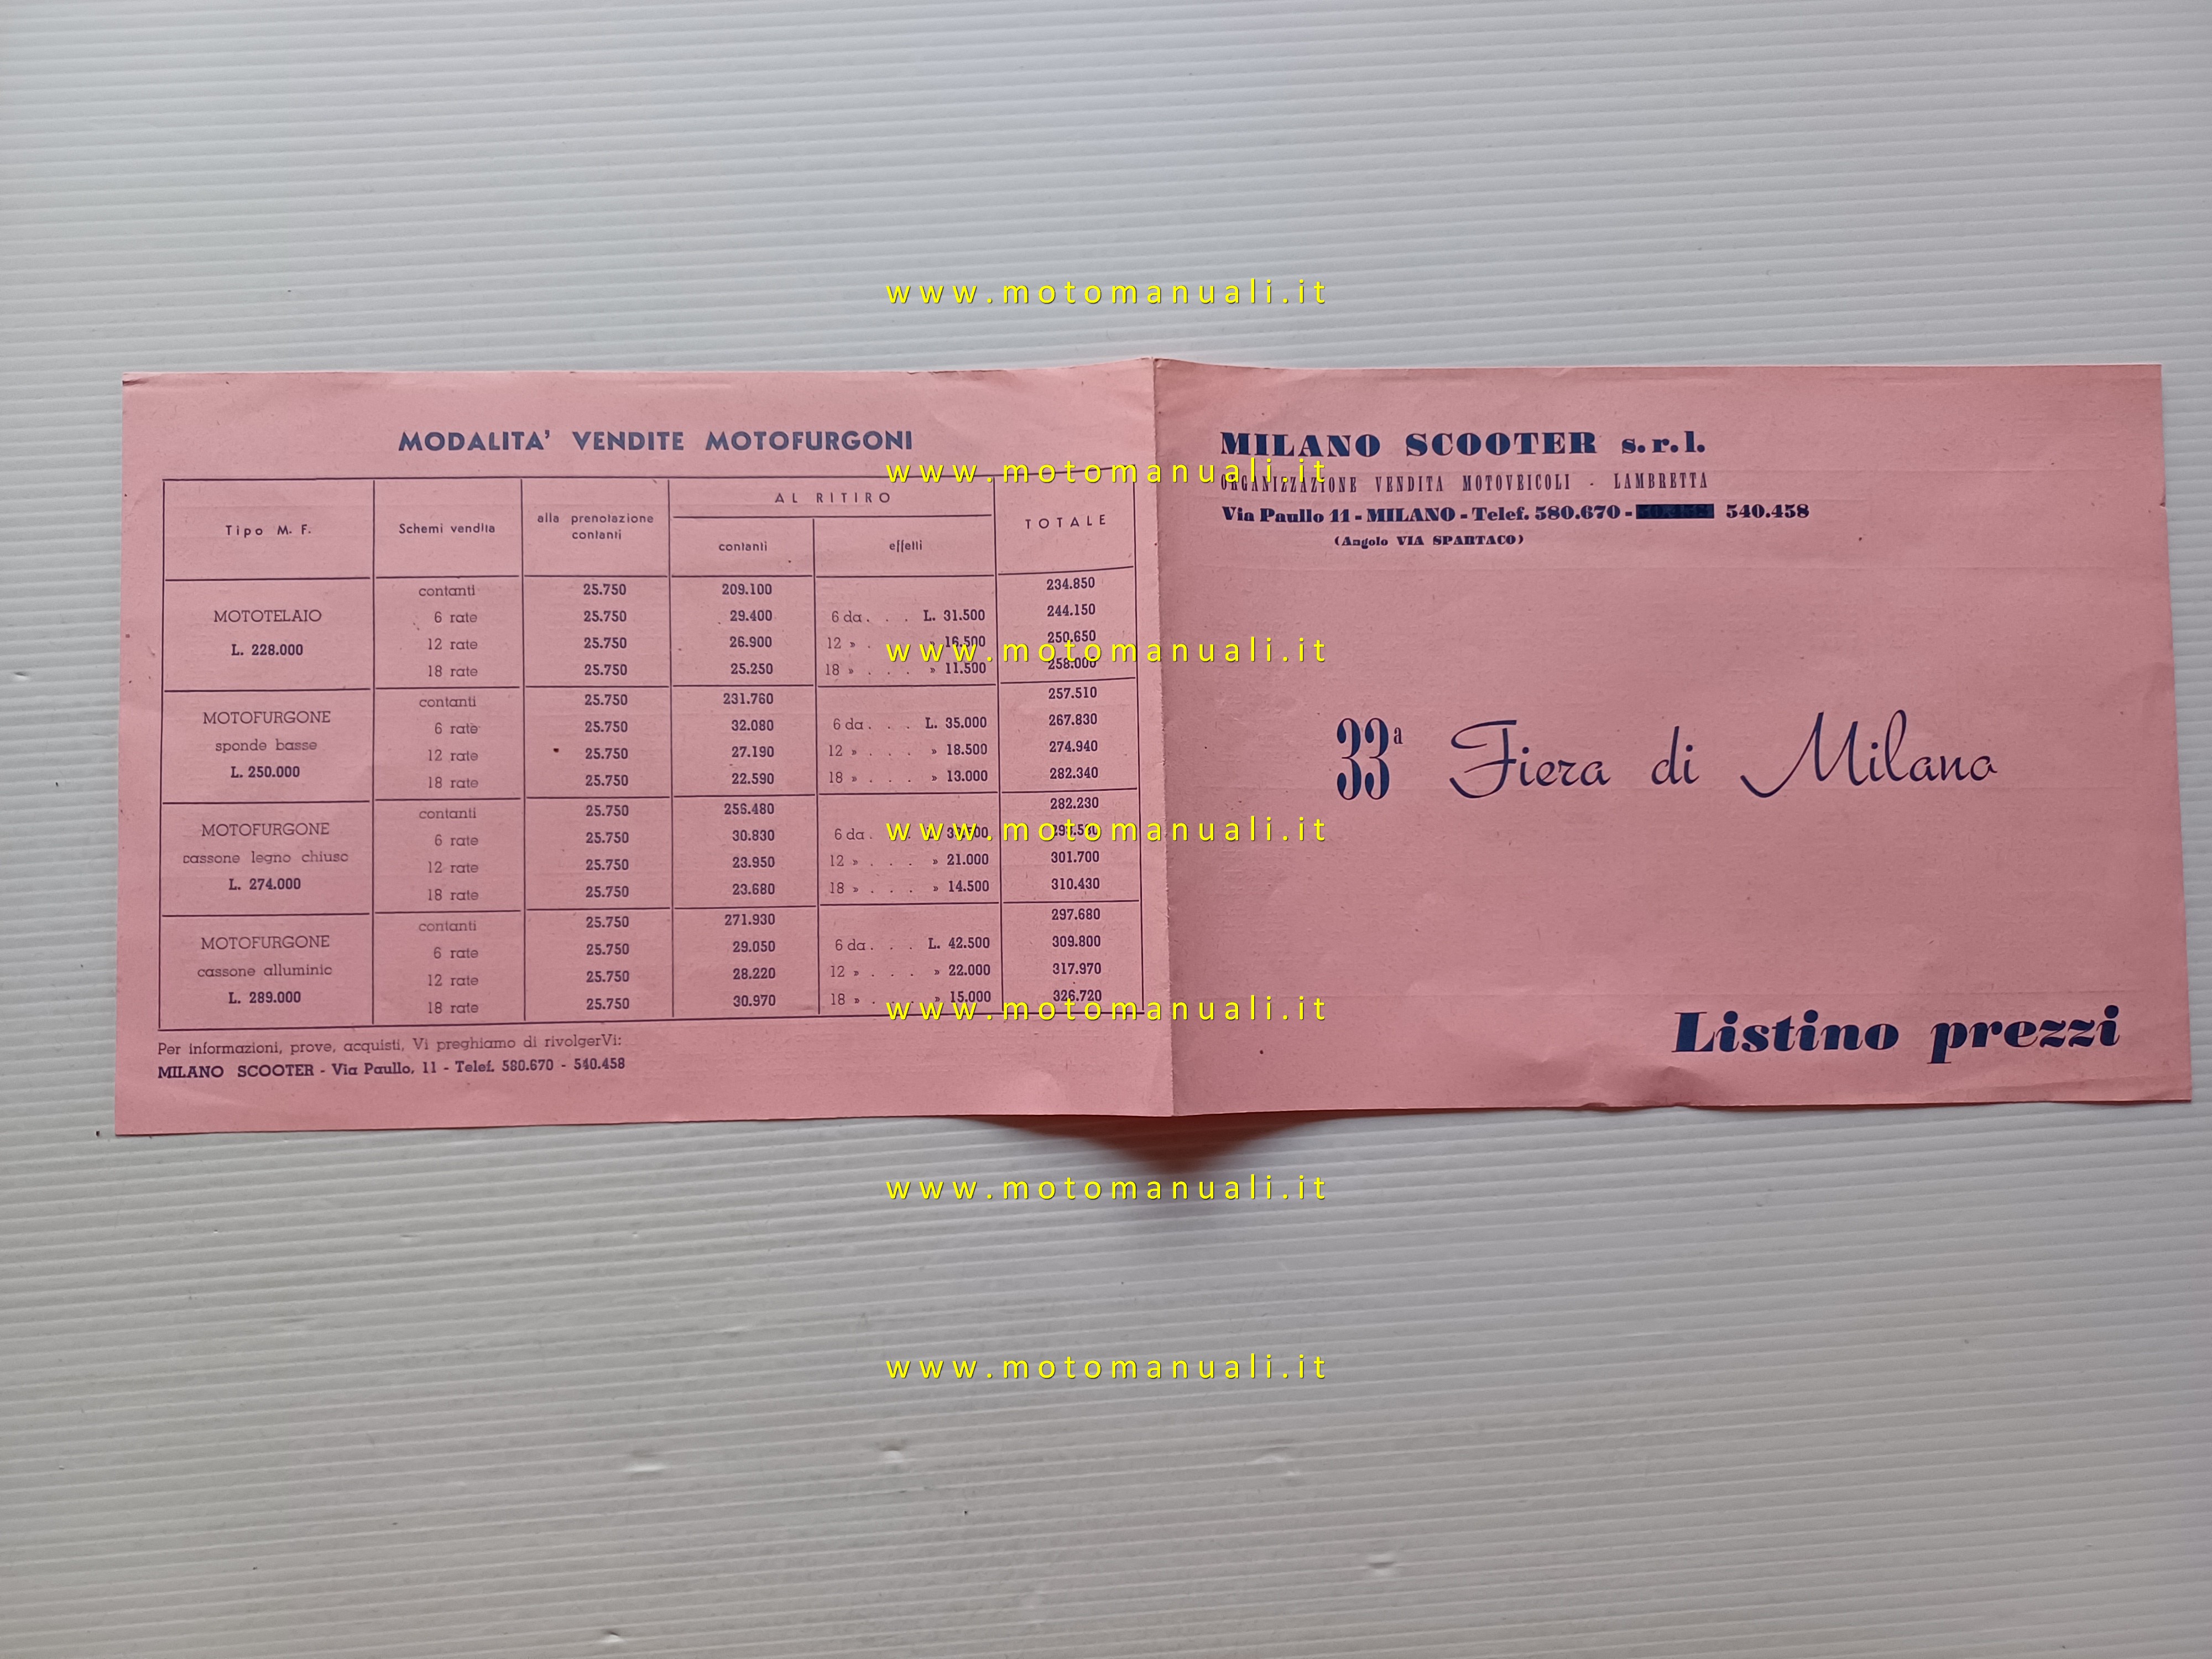 www.motomanuali.it
MODALITA' VENDITE MOTOFURGONI
Tipo M. F.
Schemi vendita
alla prenotazione contanti
AL RITIRO
contanti
effetti
TOTALE
MOTOTELAIO
L. 228.000
contanti 25.750 209.100 234.850
6 rate 25.750 29.400 6 da . . . L. 31.500 244.150
12 rate 25.750 26.900 12 » . . . » 16.500 250.650
18 rate 25.750 25.250 18 » . . . » 11.500 258.000
MOTOFURGONE
sponde basse
L. 250.000
contanti 25.750 231.760 257.510
6 rate 25.750 32.080 6 da . . . L. 35.000 267.830
12 rate 25.750 27.190 12 » . . . » 18.500 274.940
18 rate 25.750 22.590 18 » . . . » 13.000 282.340
MOTOFURGONE
cassone legno chiuso
L. 274.000
contanti 25.750 256.480 282.230
6 rate 25.750 30.830 6 da .
12 rate 25.750 23.950 12 » . . . » 21.000 301.700
18 rate 25.750 23.680 18 » . . . » 14.500 310.430
MOTOFURGONE
cassone alluminio
L. 289.000
contanti 25.750 271.930 297.680
6 rate 25.750 29.050 6 da . . . L. 42.500 309.800
12 rate 25.750 28.220 12 » . . . » 22.000 317.970
18 rate 25.750 30.970 18 » . . . » 15.000 326.720
Per informazioni, prove, acquisti, Vi preghiamo di rivolgerVi:
MILANO SCOOTER - Via Paullo, 11 - Telef. 580.670 - 540.458
MILANO SCOOTER s.r.l.
www.motomanuali.it
ORGANIZZAZIONE VENDITA MOTOVEICOLI - LAMBRETTA
Via Paullo 11 - MILANO - Telef. 580.670 - 540.458
(Angolo VIA SPARTACO)
www.motomanuali.it
33ª Fiera di Milano
www.motomanuali.it
www.motomanuali.it
Listino prezzi
www.motomanuali.it
www.motomanuali.it